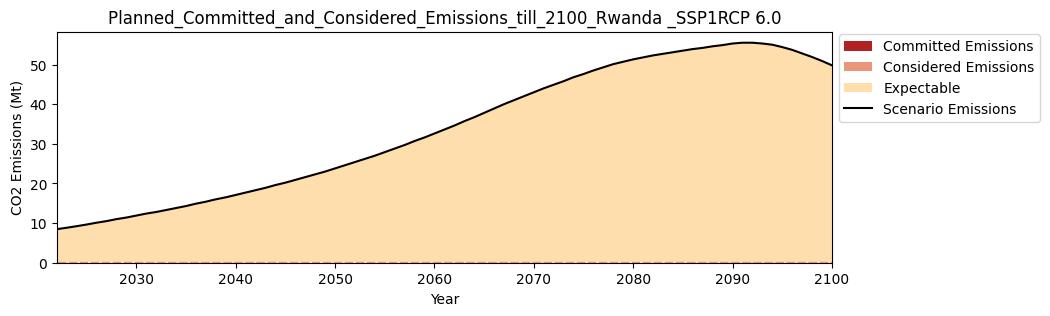 Planned_Committed_and_Considered_Emissions_till_2100_Rwanda _SSP1RCP 6.0
CO2 Emissions (Mt)
50
40
30
20
10
0
2030 2040 2050 2060 2070 2080 2090 2100
Year
Committed Emissions
Considered Emissions
Expectable
Scenario Emissions